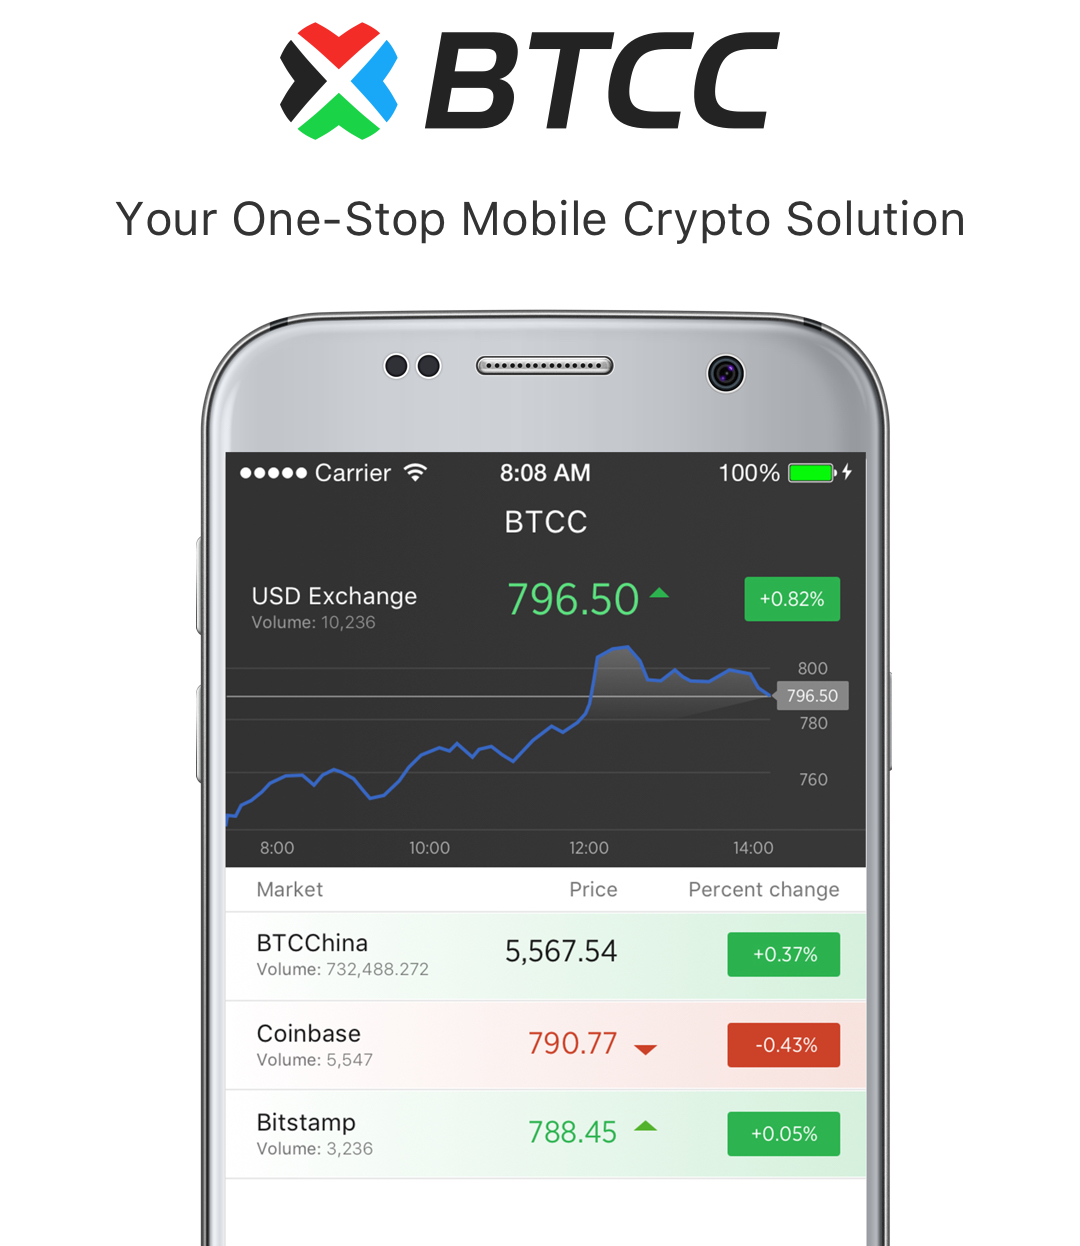 BTCC
Your One-Stop Mobile Crypto Solution
Carrier 8:08 AM 100%
BTCC
USD Exchange 796.50 +0.82%
Volume: 10,236
800
796.50
780
760
8:00 10:00 12:00 14:00
Market Price Percent change
BTCChina 5,567.54 +0.37%
Volume: 732,488.272
Coinbase 790.77 -0.43%
Volume: 5,547
Bitstamp 788.45 +0.05%
Volume: 3,236